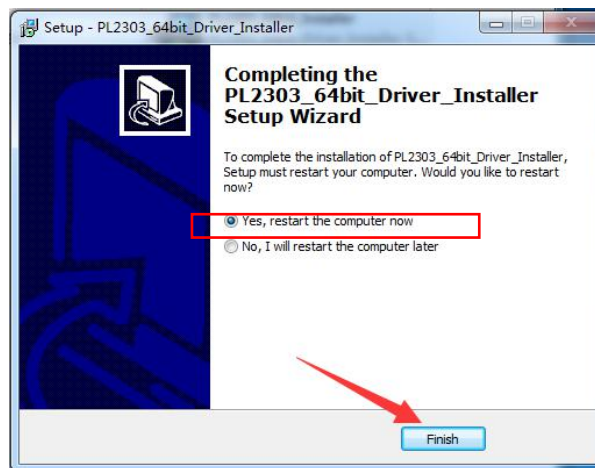 Setup - PL2303_64bit_Driver_Installer
Completing the
PL2303_64bit_Driver_Installer
Setup Wizard
To complete the installation of PL2303_64bit_Driver_Installer,
Setup must restart your computer. Would you like to restart
now?
Yes, restart the computer now
No, I will restart the computer later
Finish